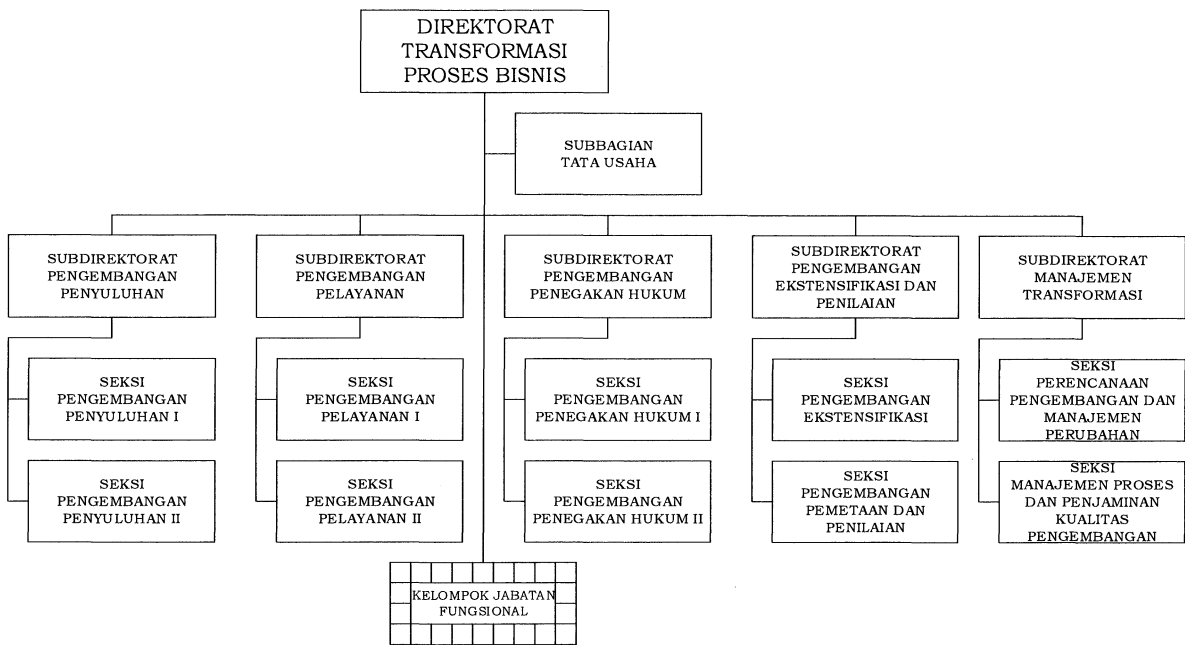 DIREKTORAT
TRANSFORMASI
PROSES BISNIS
SUBBAGIAN
TATA USAHA
SUBDIREKTORAT
PENGEMBANGAN
PENYULUHAN
SUBDIREKTORAT
PENGEMBANGAN
PELAYANAN
SUBDIREKTORAT
PENGEMBANGAN
PENEGAKAN HUKUM
SUBDIREKTORAT
PENGEMBANGAN
EKSTENSIFIKASI DAN
PENILAIAN
SUBDIREKTORAT
MANAJEMEN
TRANSFORMASI
SEKSI
PENGEMBANGAN
PENYULUHAN I
SEKSI
PENGEMBANGAN
PELAYANAN I
SEKSI
PENGEMBANGAN
PENEGAKAN HUKUM I
SEKSI
PENGEMBANGAN
EKSTENSIFIKASI
SEKSI
PERENCANAAN
PENGEMBANGAN DAN
MANAJEMEN
PERUBAHAN
SEKSI
PENGEMBANGAN
PENYULUHAN II
SEKSI
PENGEMBANGAN
PELAYANAN II
SEKSI
PENGEMBANGAN
PENEGAKAN HUKUM II
SEKSI
PENGEMBANGAN
PEMETAAN DAN
PENILAIAN
SEKSI
MANAJEMEN PROSES
DAN PENJAMINAN
KUALITAS
PENGEMBANGAN
KELOMPOK JABATAN
FUNGSIONAL